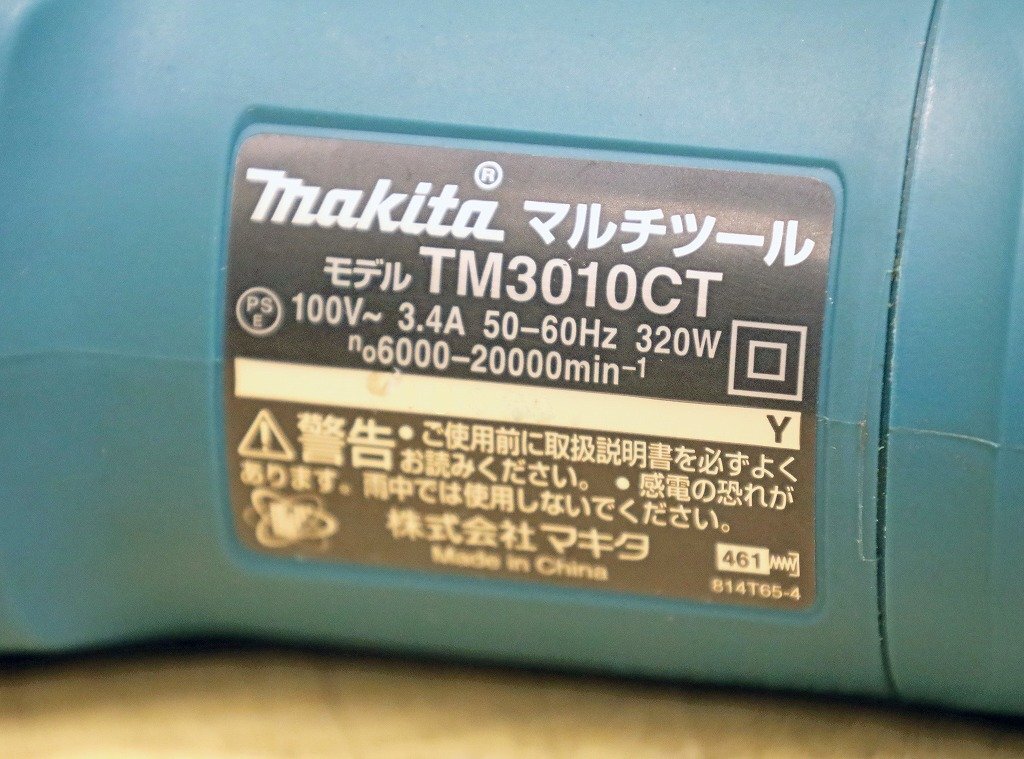 makita® マルチツール
モデル TM3010CT
PSE 100V~ 3.4A 50-60Hz 320W
n₀6000-20000min⁻¹
Y
⚠警告 ・ご使用前に取扱説明書を必ずよく
お読みください。 ・感電の恐れが
あります。雨中では使用しないでください。
株式会社 マキタ
Made in China
461
814T65-4